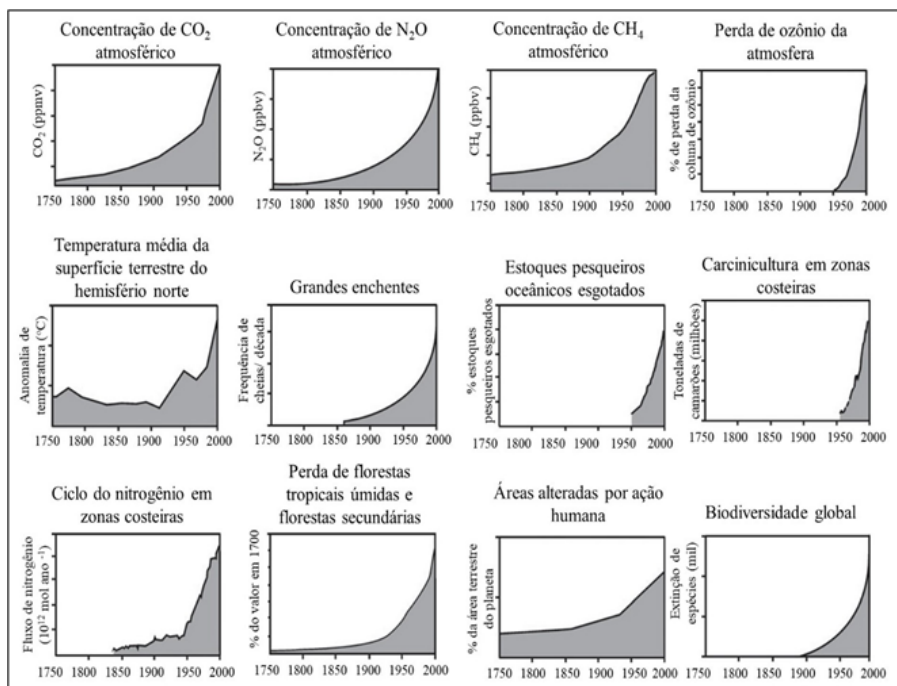 Concentração de CO₂
atmosférico
CO₂ (ppmv)
1750 1800 1850 1900 1950 2000
Concentração de N₂O
atmosférico
N₂O (ppbv)
1750 1800 1850 1900 1950 2000
Concentração de CH₄
atmosférico
CH₄ (ppbv)
1750 1800 1850 1900 1950 2000
Perda de ozônio da
atmosfera
% de perda da
coluna de ozônio
1750 1800 1850 1900 1950 2000
Temperatura média da
superfície terrestre do
hemisfério norte
Anomalia de
temperatura (°C)
1750 1800 1850 1900 1950 2000
Grandes enchentes
Frequência de
cheias/ década
1750 1800 1850 1900 1950 2000
Estoques pesqueiros
oceânicos esgotados
% estoques
pesqueiros esgotados
1750 1800 1850 1900 1950 2000
Carcinicultura em zonas
costeiras
Toneladas de
camarões (milhões)
1750 1800 1850 1900 1950 2000
Ciclo do nitrogênio em
zonas costeiras
Fluxo de nitrogênio
(10¹² mol ano ⁻¹)
1750 1800 1850 1900 1950 2000
Perda de florestas
tropicais úmidas e
florestas secundárias
% do valor em 1700
1750 1800 1850 1900 1950 2000
Áreas alteradas por ação
humana
% da área terrestre
do planeta
1750 1800 1850 1900 1950 2000
Biodiversidade global
Extinção de
espécies (mil)
1750 1800 1850 1900 1950 2000